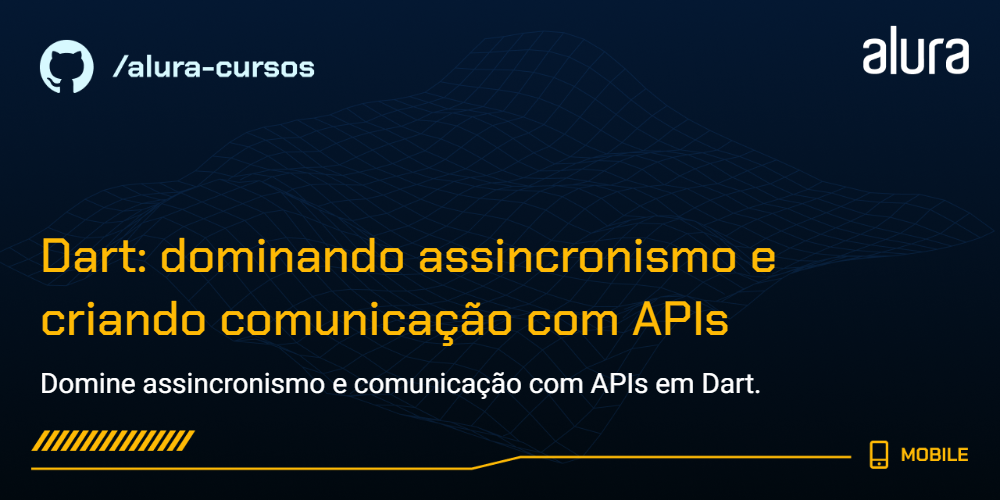 /alura-cursos
alura
Dart: dominando assincronismo e
criando comunicação com APIs
Domine assincronismo e comunicação com APIs em Dart.
MOBILE